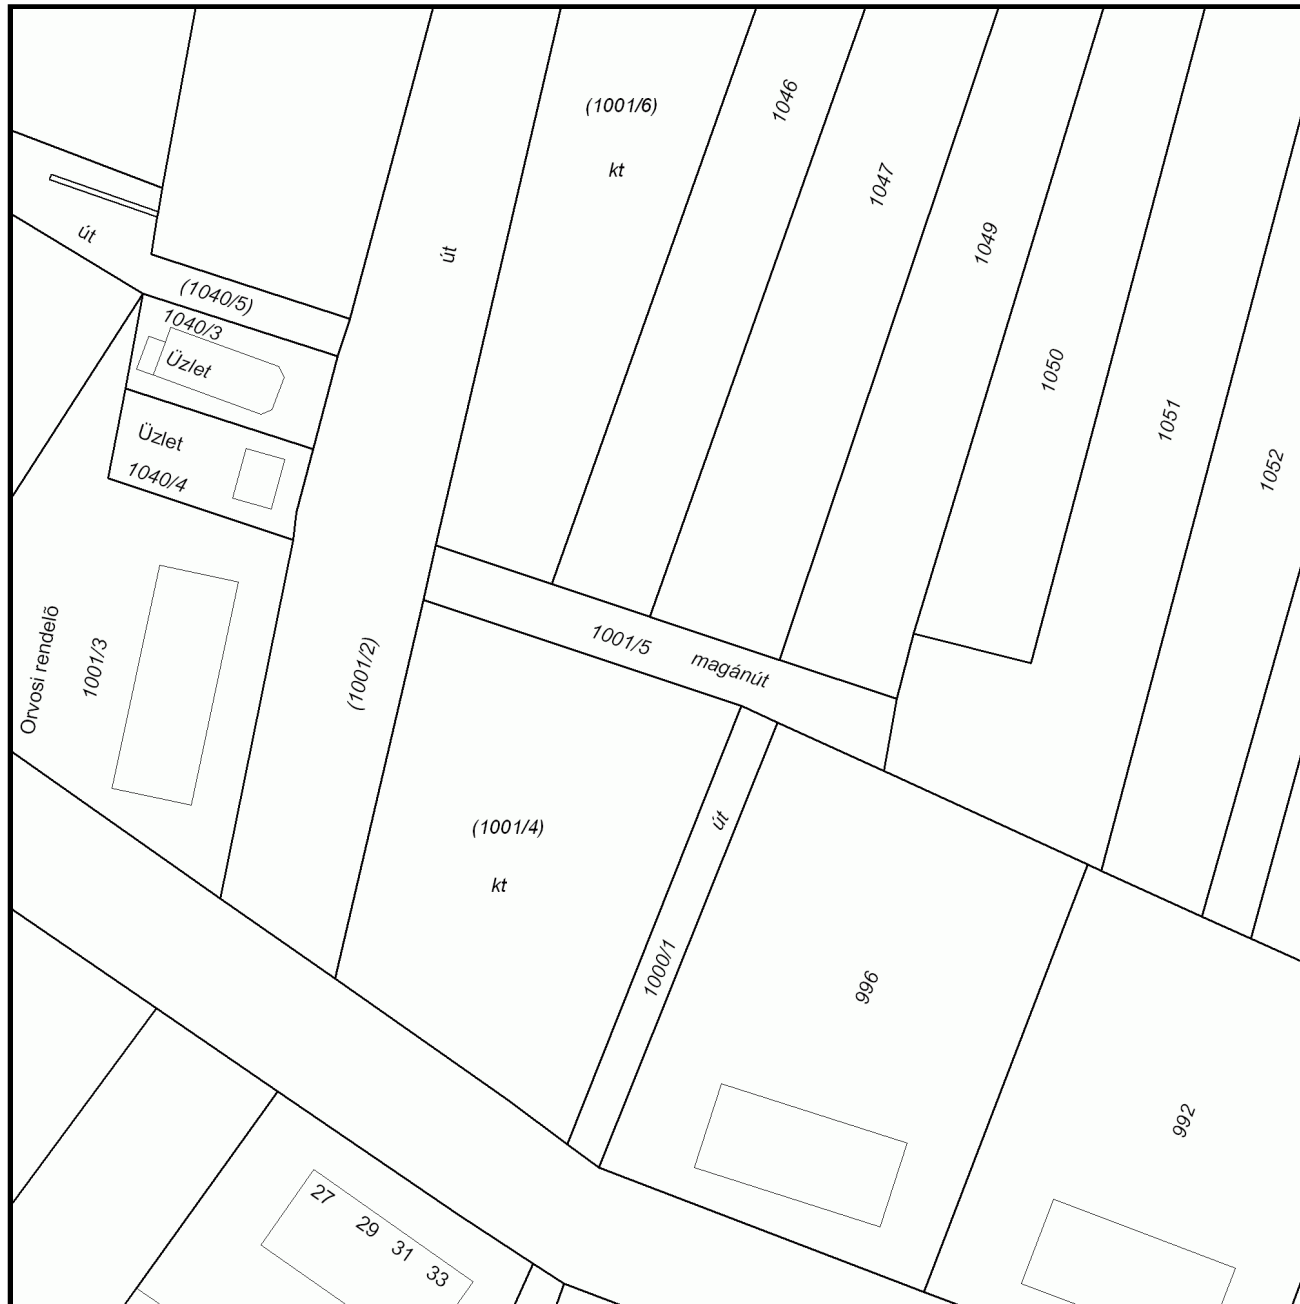 (1001/6)
kt
1046
1047
1049
1050
1051
1052
út
út
(1040/5)
1040/3
Üzlet
Üzlet
1040/4
Orvosi rendelő
1001/3
(1001/2)
1001/5 magánút
(1001/4)
kt
út
1000/1
996
992
27
29
31
33